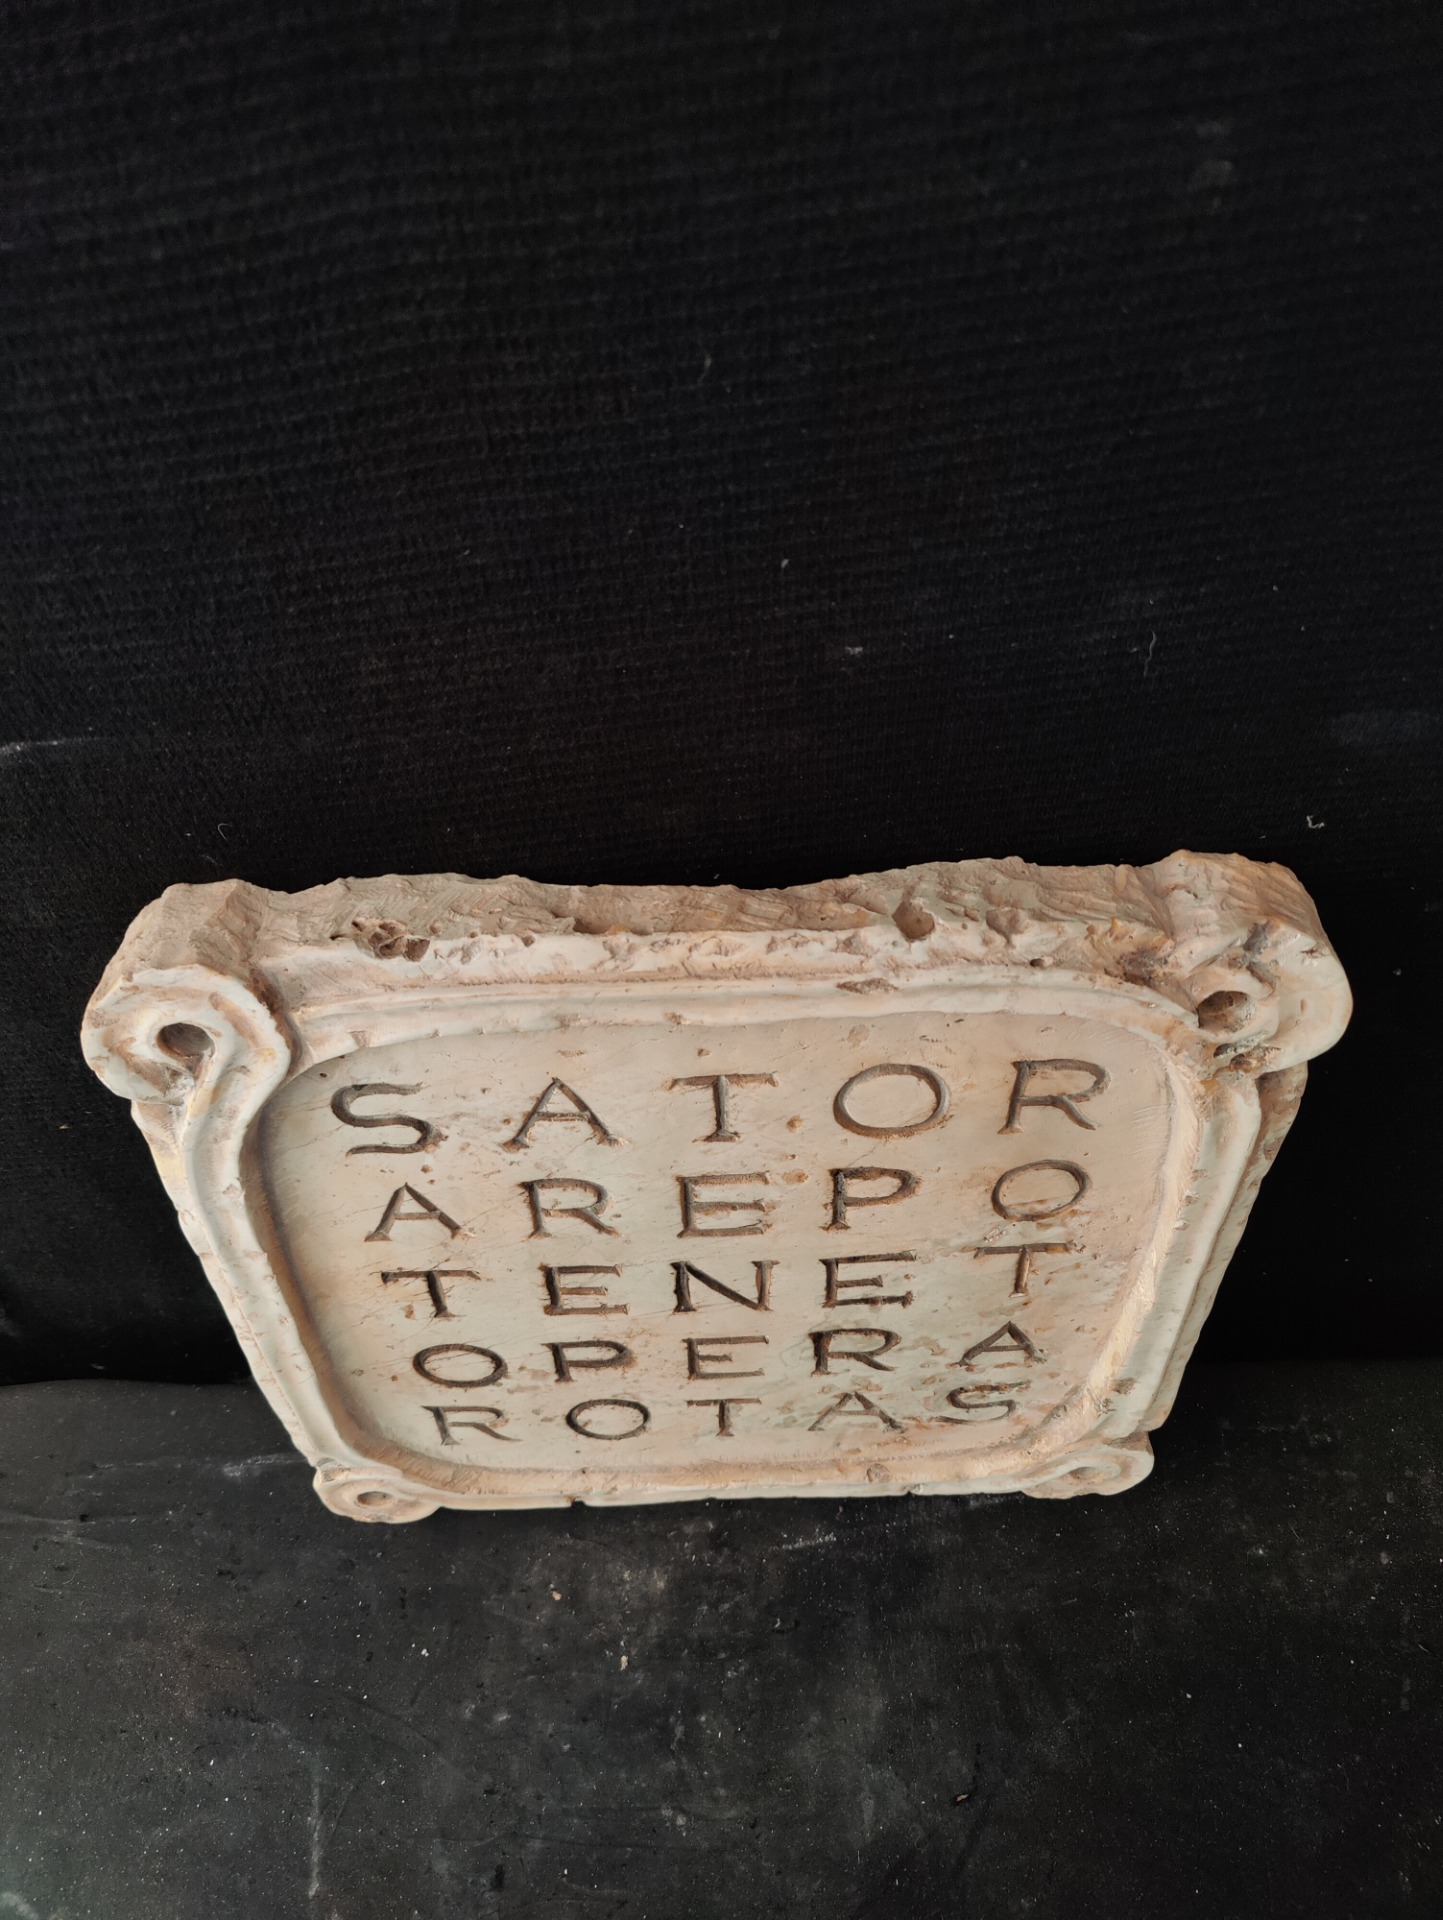 SATOR
AREPO
TENET
OPERA
ROTAS